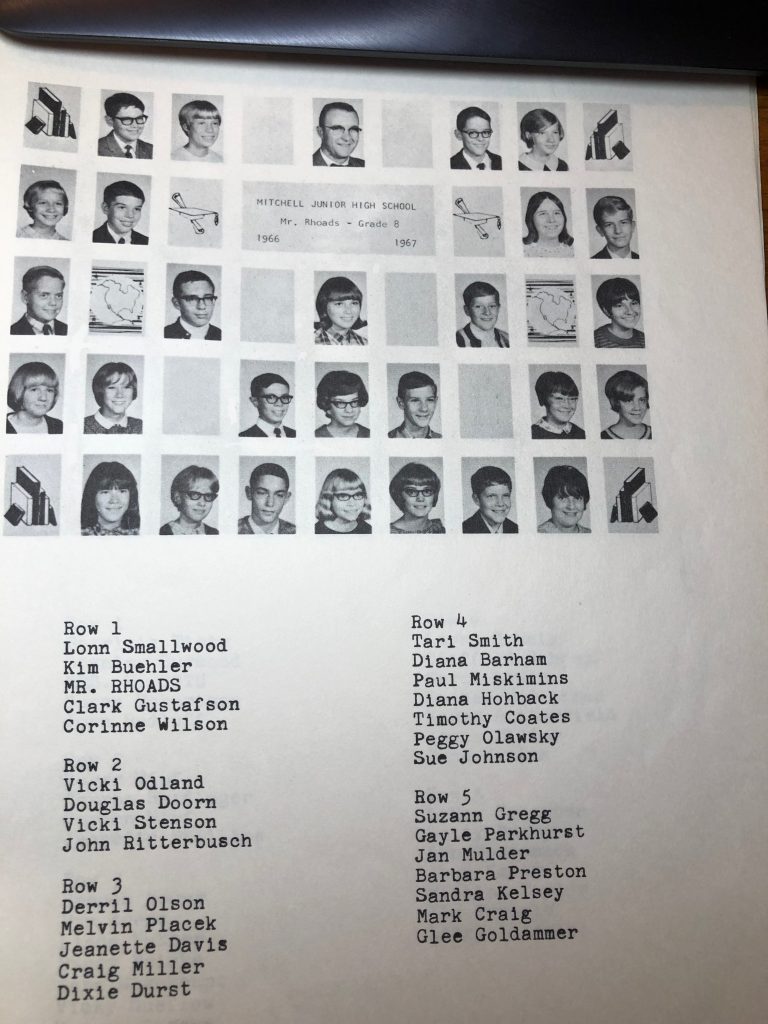 MITCHELL JUNIOR HIGH SCHOOL
Mr. Rhoads - Grade 8
1966 1967
Row 1
Lonn Smallwood
Kim Buehler
MR. RHOADS
Clark Gustafson
Corinne Wilson
Row 2
Vicki Odland
Douglas Doorn
Vicki Stenson
John Ritterbusch
Row 3
Derril Olson
Melvin Placek
Jeanette Davis
Craig Miller
Dixie Durst
Row 4
Tari Smith
Diana Barham
Paul Miskimins
Diana Hohback
Timothy Coates
Peggy Olawsky
Sue Johnson
Row 5
Suzann Gregg
Gayle Parkhurst
Jan Mulder
Barbara Preston
Sandra Kelsey
Mark Craig
Glee Goldammer